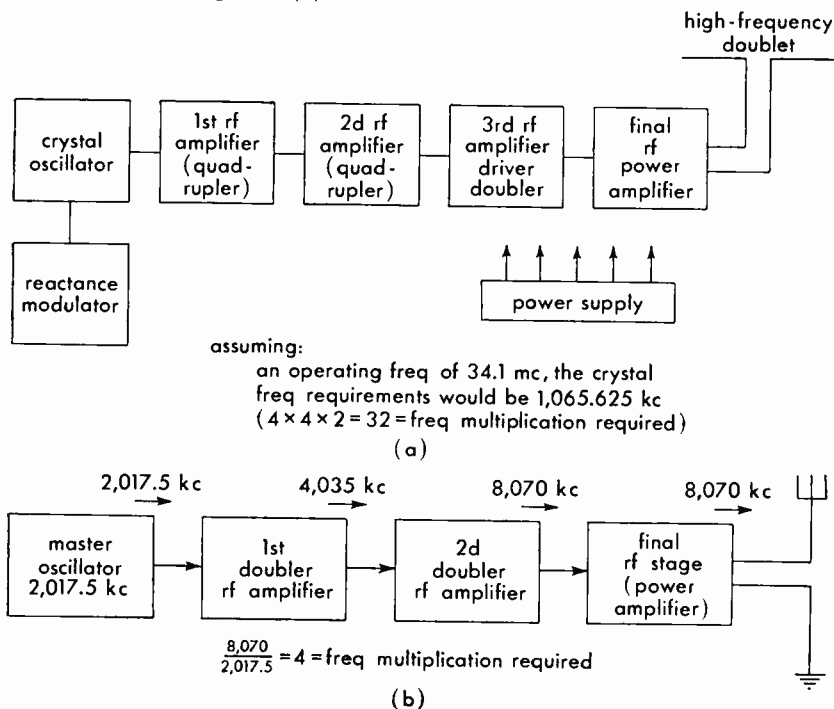 high-frequency
doublet
crystal
oscillator
1st rf
amplifier
(quad-
rupler)
2d rf
amplifier
(quad-
rupler)
3rd rf
amplifier
driver
doubler
final
rf
power
amplifier
reactance
modulator
power supply
assuming:
an operating freq of 34.1 mc, the crystal
freq requirements would be 1,065.625 kc
(4 × 4 × 2 = 32 = freq multiplication required)
(a)
2,017.5 kc
4,035 kc
8,070 kc
8,070 kc
master
oscillator
2,017.5 kc
1st
doubler
rf amplifier
2d
doubler
rf amplifier
final
rf stage
(power
amplifier)
8,070
2,017.5 = 4 = freq multiplication required
(b)